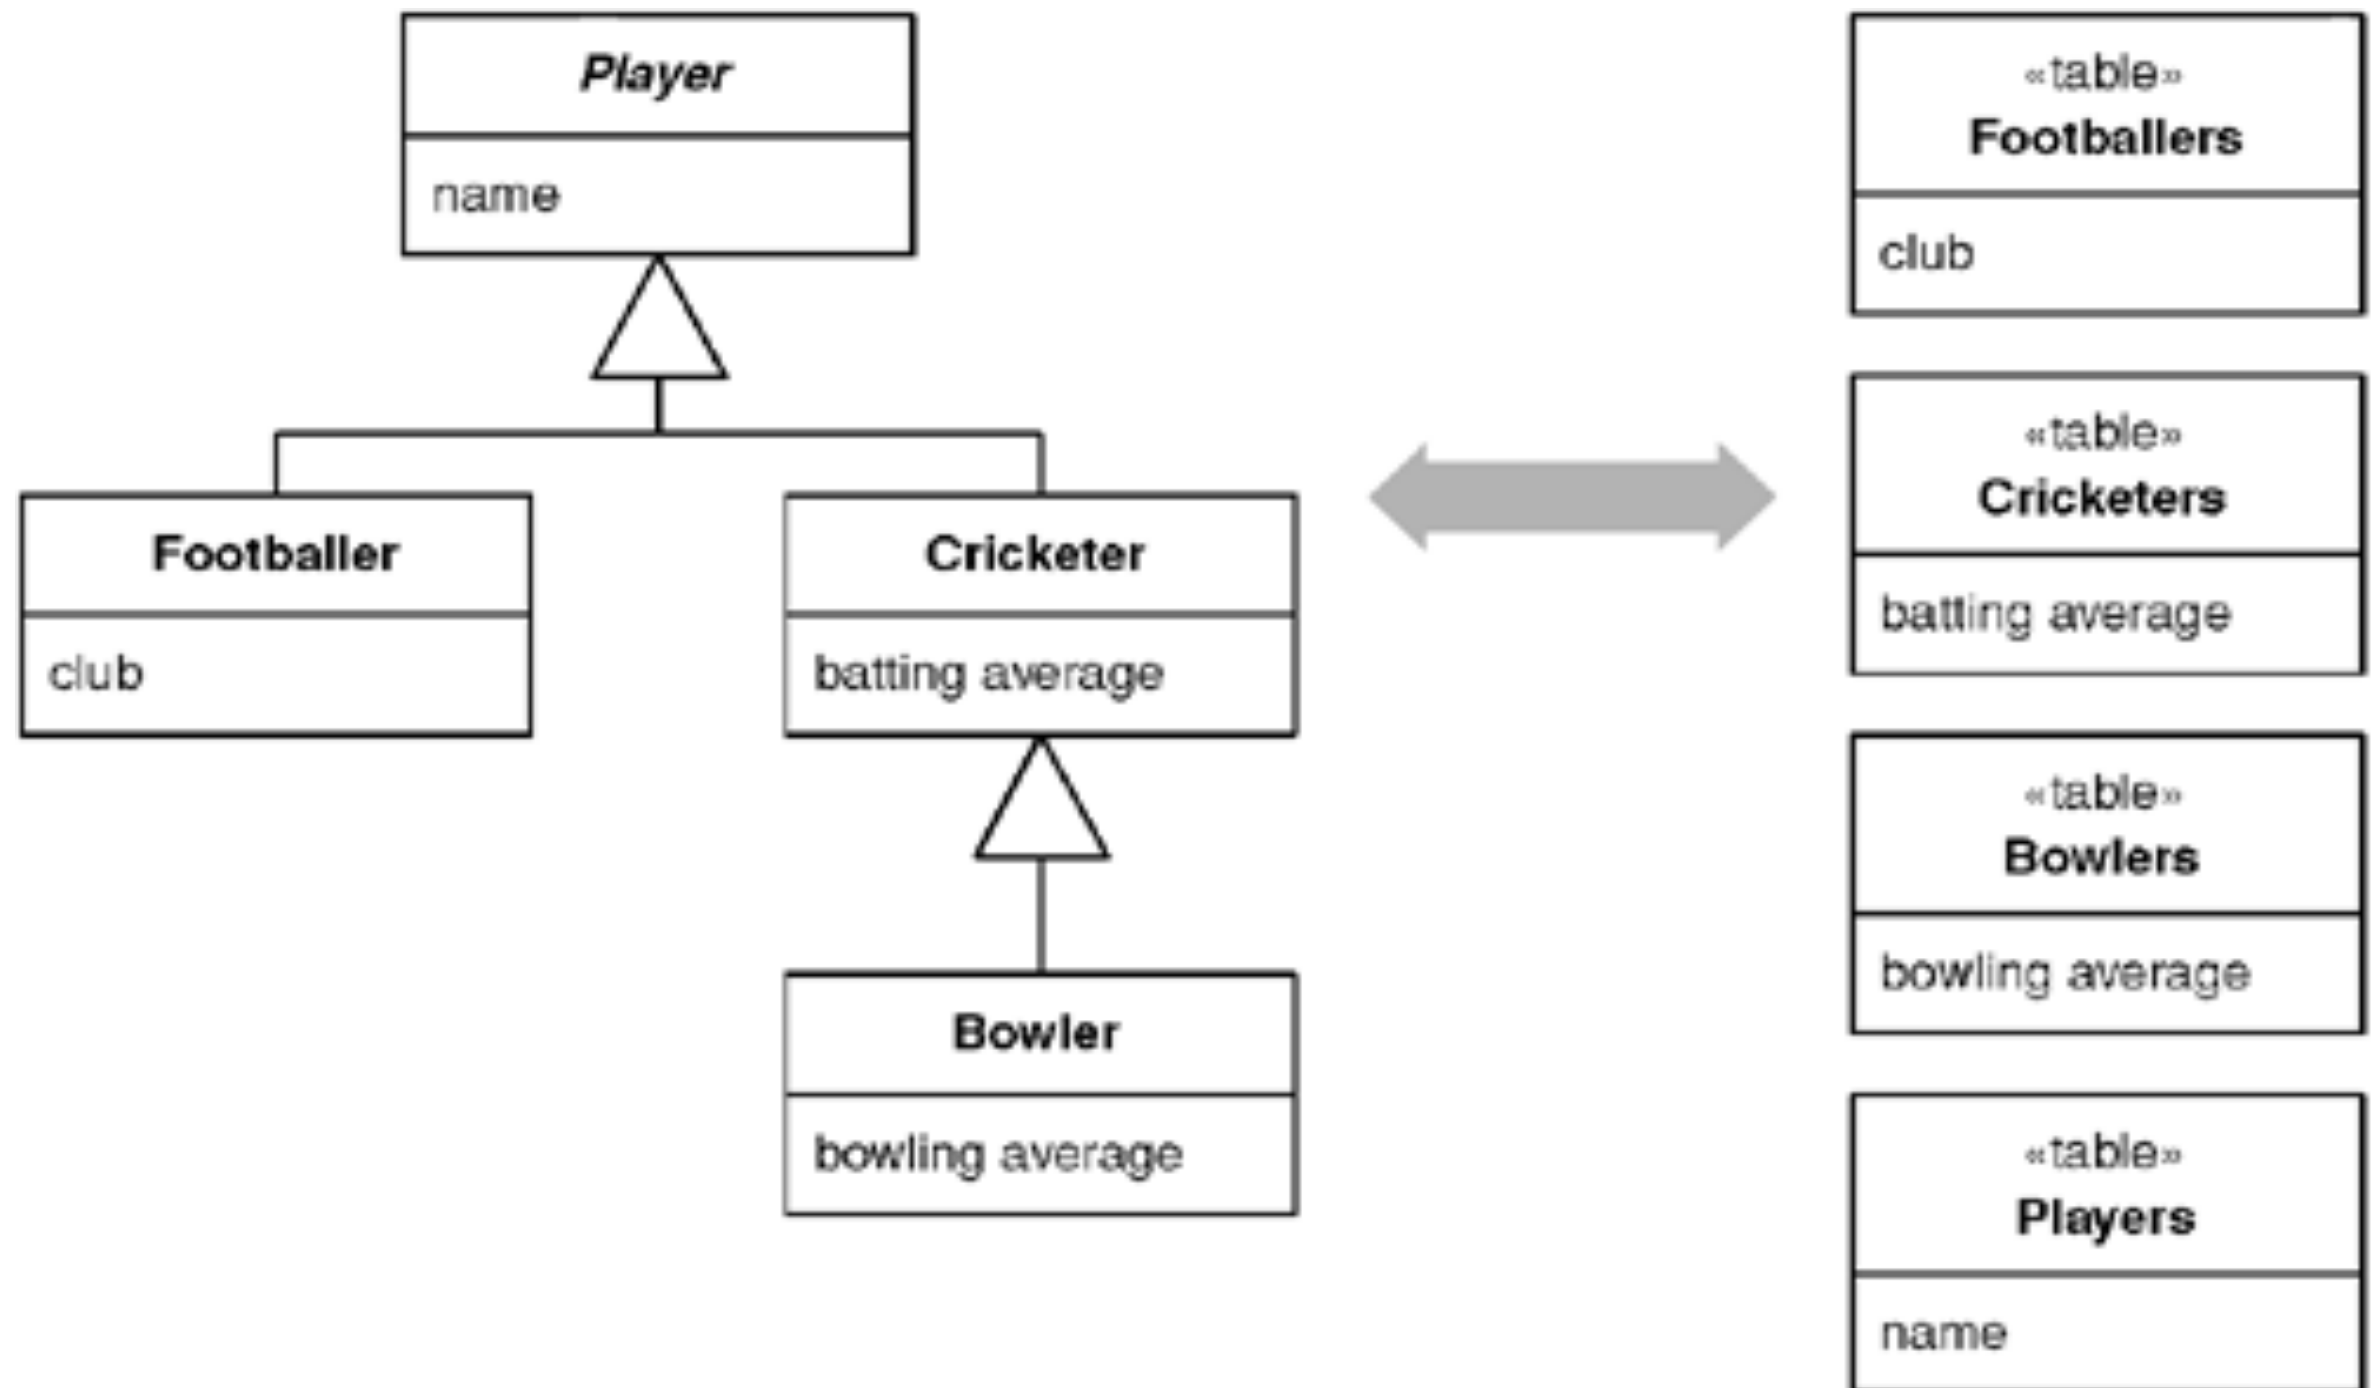 Player
name
Footballer
club
Cricketer
batting average
Bowler
bowling average
«table»
Footballers
club
«table»
Cricketers
batting average
«table»
Bowlers
bowling average
«table»
Players
name